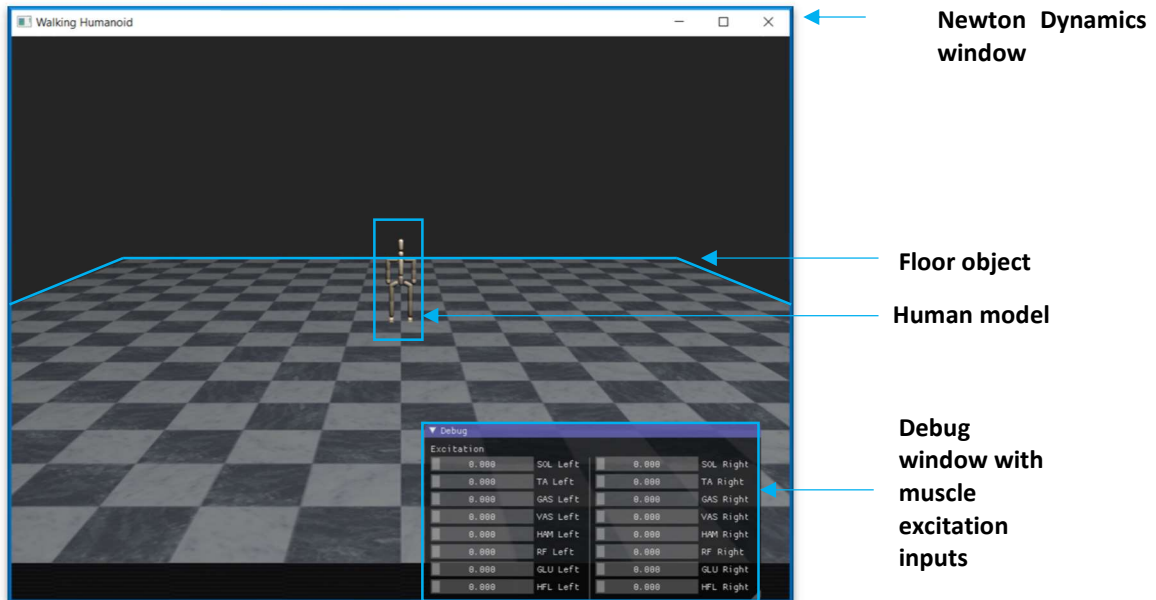 Walking Humanoid
Newton Dynamics
window
Floor object
Human model
Debug
window with
muscle
excitation
inputs
Debug
Excitation
0.000 SOL Left 0.000 SOL Right
0.000 TA Left 0.000 TA Right
0.000 GAS Left 0.000 GAS Right
0.000 VAS Left 0.000 VAS Right
0.000 HAM Left 0.000 HAM Right
0.000 RF Left 0.000 RF Right
0.000 GLU Left 0.000 GLU Right
0.000 HFL Left 0.000 HFL Right